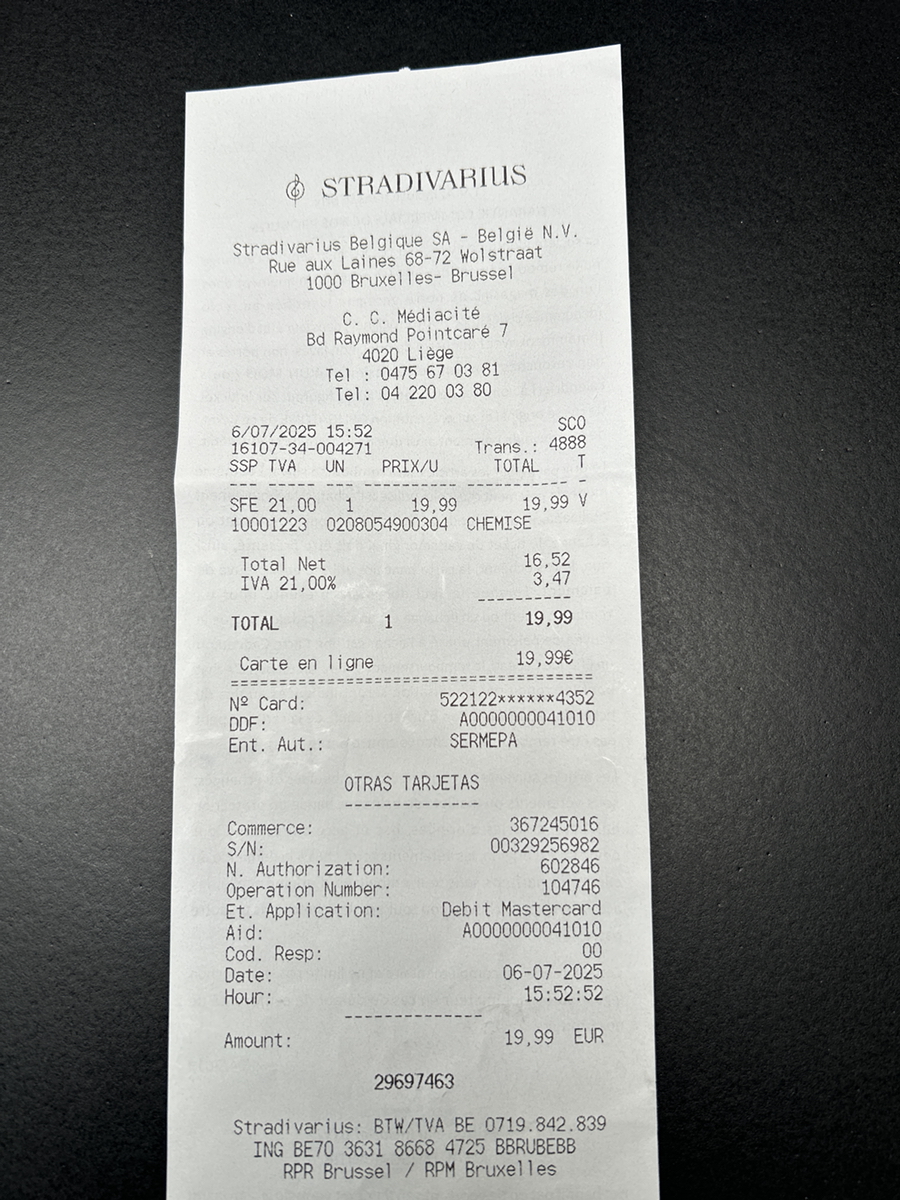 STRADIVARIUS
Stradivarius Belgique SA - België N.V.
Rue aux Laines 68-72 Wolstraat
1000 Bruxelles- Brussel
C. C. Médiacité
Bd Raymond Pointcaré 7
4020 Liège
Tel : 0475 67 03 81
Tel: 04 220 03 80
6/07/2025 15:52 SCO
16107-34-004271 Trans.: 4888
SSP TVA UN PRIX/U TOTAL T
--- ----- --- -------- ----------- -
SFE 21,00 1 19,99 19,99 V
10001223 0208054900304 CHEMISE
Total Net 16,52
IVA 21,00% 3,47
----------
TOTAL 1 19,99
Carte en ligne 19,99€
======================================
Nº Card: 522122******4352
DDF: A0000000041010
Ent. Aut.: SERMEPA
OTRAS TARJETAS
--------------
Commerce: 367245016
S/N: 00329256982
N. Authorization: 602846
Operation Number: 104746
Et. Application: Debit Mastercard
Aid: A0000000041010
Cod. Resp: 00
Date: 06-07-2025
Hour: 15:52:52
--------------
Amount: 19,99 EUR
29697463
Stradivarius: BTW/TVA BE 0719.842.839
ING BE70 3631 8668 4725 BBRUBEBB
RPR Brussel / RPM Bruxelles